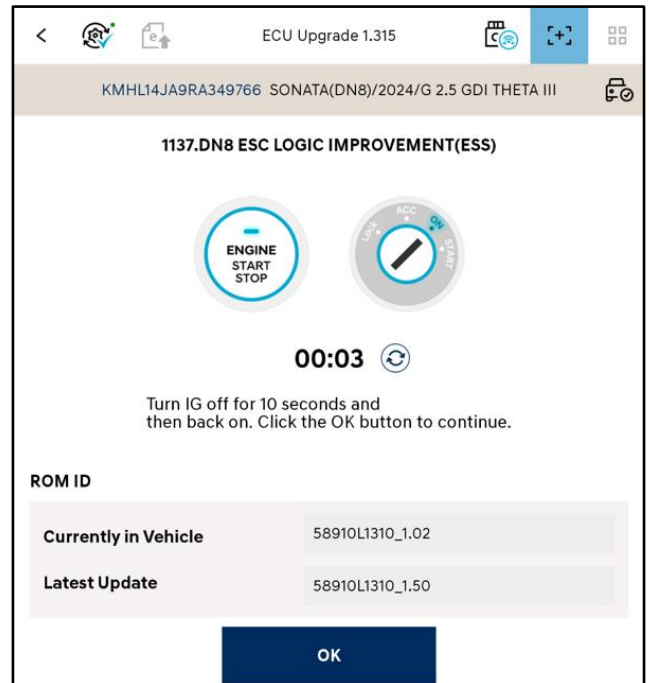 ECU Upgrade 1.315
KMHL14JA9RA349766 SONATA(DN8)/2024/G 2.5 GDI THETA III
1137.DN8 ESC LOGIC IMPROVEMENT(ESS)
ENGINE
START
STOP
Lock
ACC
ON
START
00:03
Turn IG off for 10 seconds and
then back on. Click the OK button to continue.
ROM ID
Currently in Vehicle 58910L1310_1.02
Latest Update 58910L1310_1.50
OK